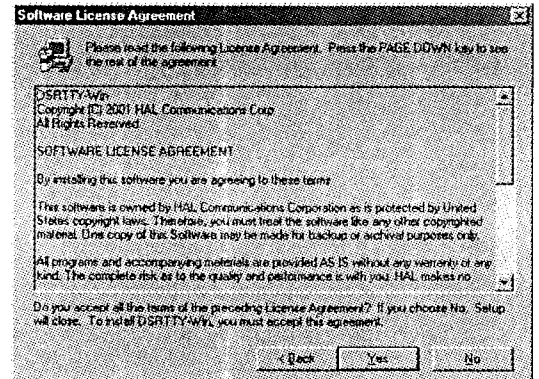 Software License Agreement
Please read the following License Agreement. Press the PAGE DOWN key to see
the rest of the agreement.
DSRTTY-Win
Copyright (C) 2001 HAL Communications Corp
All Rights Reserved
SOFTWARE LICENSE AGREEMENT
By installing this software you are agreeing to these terms
This software is owned by HAL Communications Corporation as is protected by United
States copyright laws. Therefore, you must treat the software like any other copyrighted
material. One copy of this Software may be made for backup or archival purposes only.
All programs and accompanying materials are provided AS IS without any warranty of any
kind. The complete risk as to the quality and performance is with you. HAL makes no
Do you accept all the terms of the preceding License Agreement? If you choose No, Setup
will close. To install DSRTTY-Win, you must accept this agreement.
< Back
Yes
No